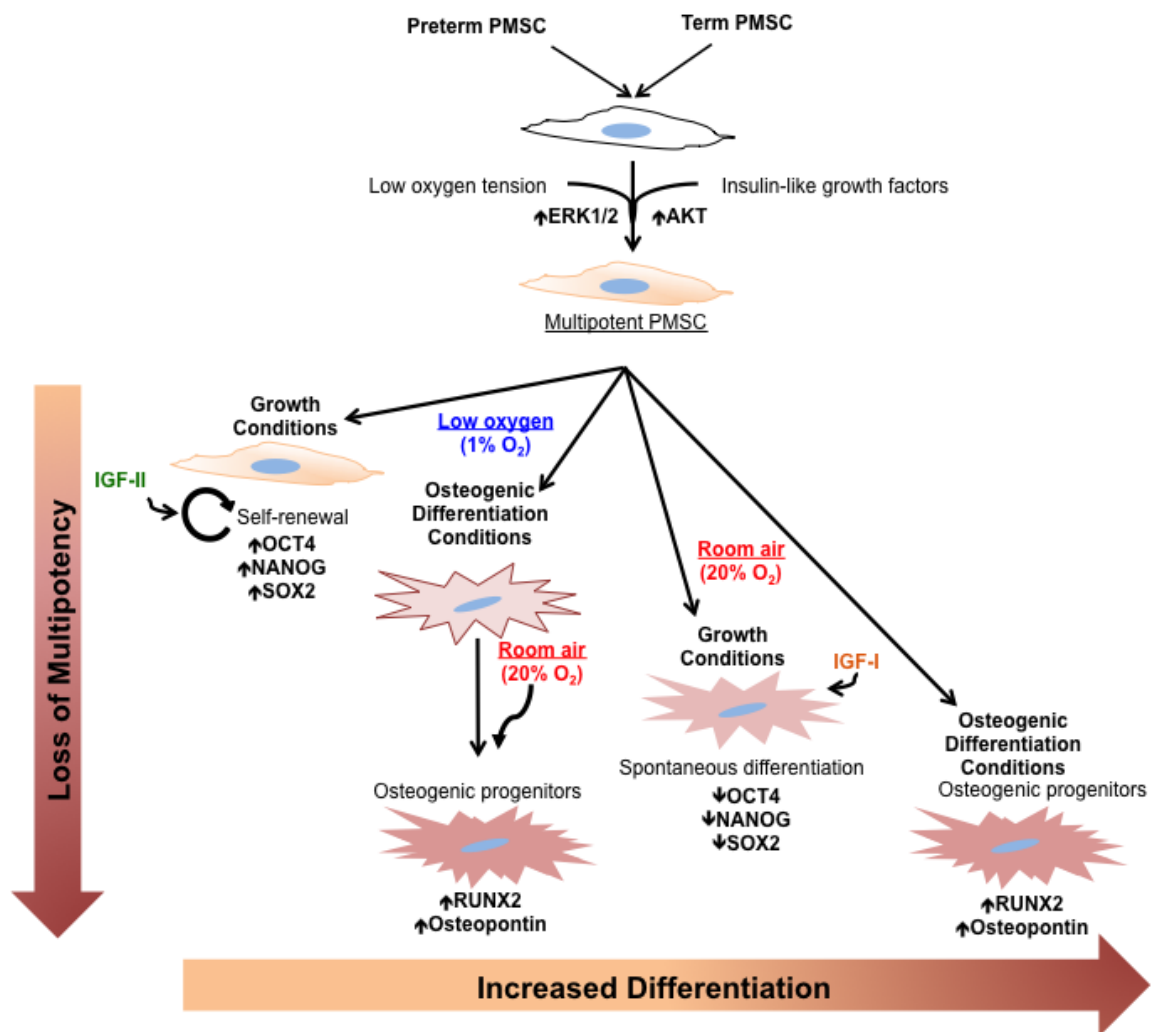 Preterm PMSC
Term PMSC
Low oxygen tension
Insulin-like growth factors
↑ERK1/2
↑AKT
Multipotent PMSC
Growth
Conditions
Low oxygen
(1% O₂)
IGF-II
Self-renewal
↑OCT4
↑NANOG
↑SOX2
Osteogenic
Differentiation
Conditions
Room air
(20% O₂)
Osteogenic progenitors
↑RUNX2
↑Osteopontin
Room air
(20% O₂)
Growth
Conditions
IGF-I
Spontaneous differentiation
↓OCT4
↓NANOG
↓SOX2
Osteogenic
Differentiation
Conditions
Osteogenic progenitors
↑RUNX2
↑Osteopontin
Loss of Multipotency
Increased Differentiation